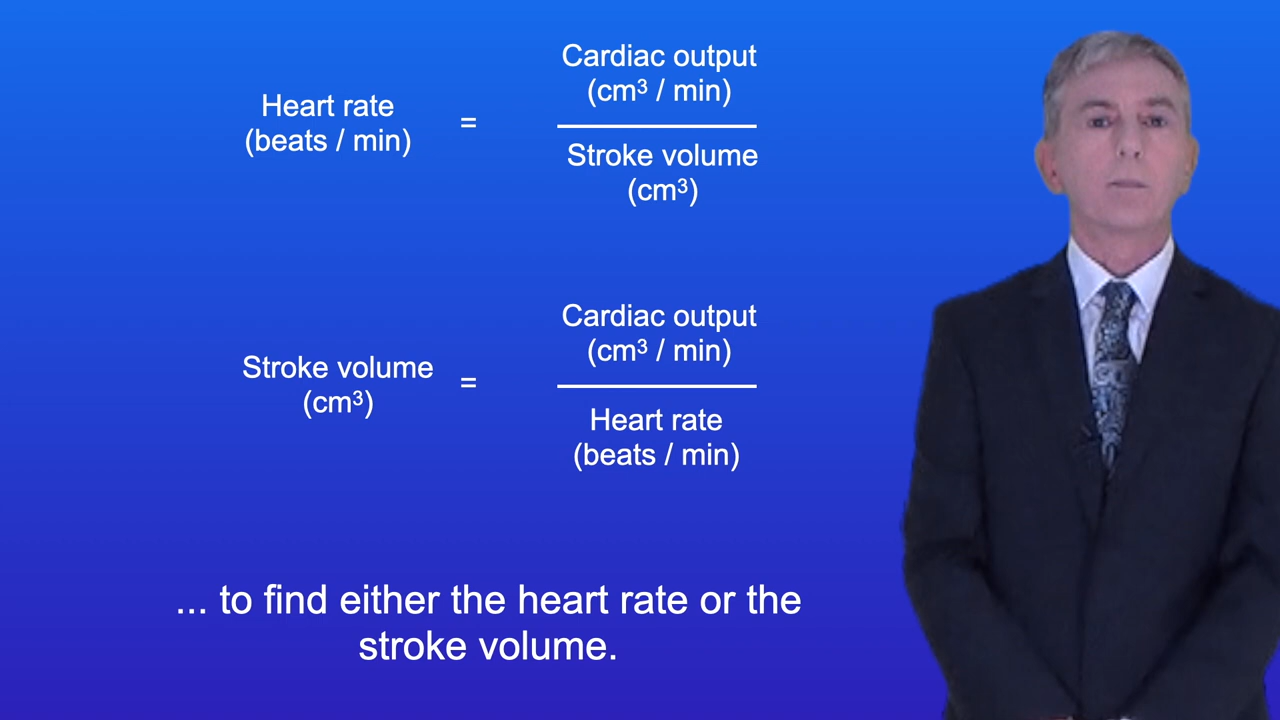 Cardiac output
(cm³ / min)
Heart rate
(beats / min)
=
Stroke volume
(cm³)
Cardiac output
(cm³ / min)
Stroke volume
(cm³)
=
Heart rate
(beats / min)
... to find either the heart rate or the
stroke volume.